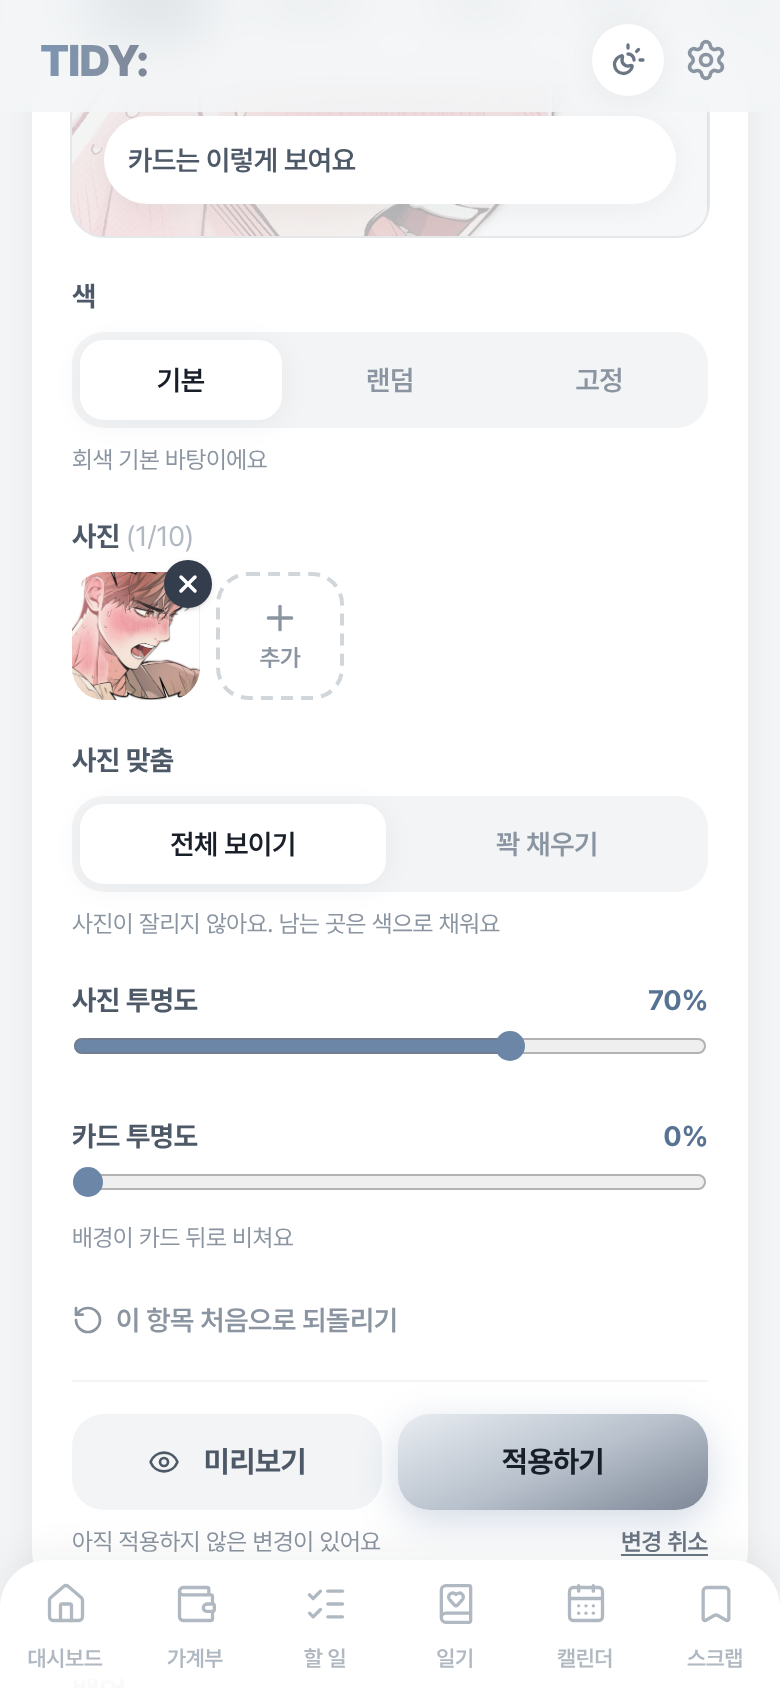 TIDY:
카드는 이렇게 보여요
색
기본 랜덤 고정
회색 기본 바탕이에요
사진 (1/10)
추가
사진 맞춤
전체 보이기 꽉 채우기
사진이 잘리지 않아요. 남는 곳은 색으로 채워요
사진 투명도 70%
카드 투명도 0%
배경이 카드 뒤로 비쳐요
이 항목 처음으로 되돌리기
미리보기 적용하기
아직 적용하지 않은 변경이 있어요 변경 취소
대시보드 가계부 할 일 일기 캘린더 스크랩